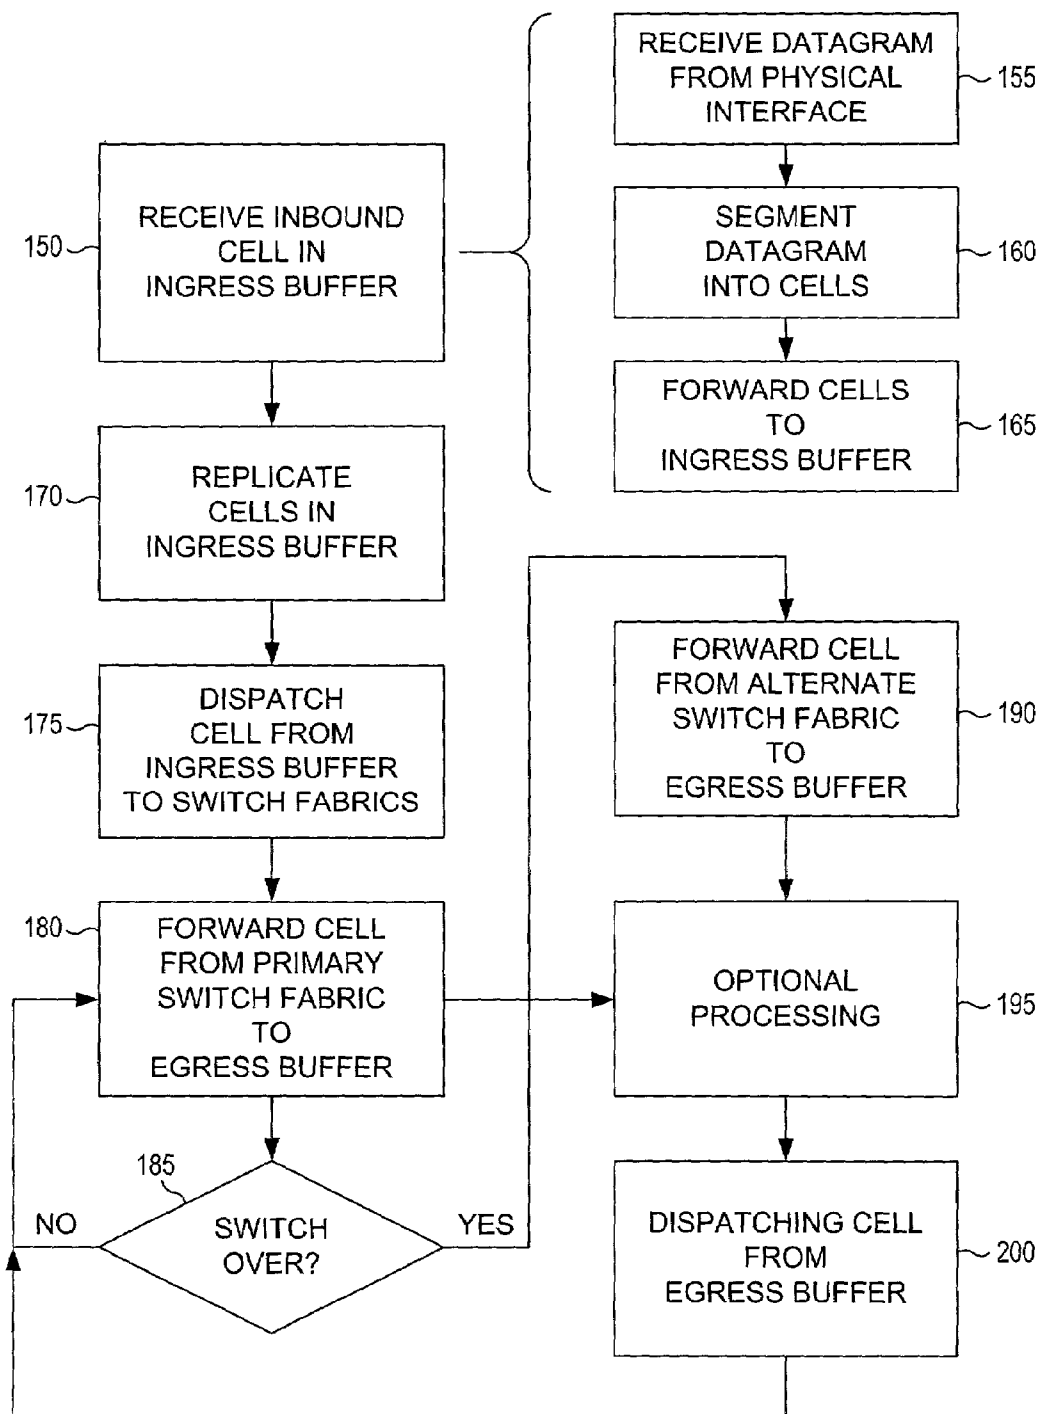 RECEIVE DATAGRAM
FROM PHYSICAL
INTERFACE
155
RECEIVE INBOUND
CELL IN
INGRESS BUFFER
150
SEGMENT
DATAGRAM
INTO CELLS
160
FORWARD CELLS
TO
INGRESS BUFFER
165
REPLICATE
CELLS IN
INGRESS BUFFER
170
DISPATCH
CELL FROM
INGRESS BUFFER
TO SWITCH FABRICS
175
FORWARD CELL
FROM ALTERNATE
SWITCH FABRIC
TO
EGRESS BUFFER
190
180
FORWARD CELL
FROM PRIMARY
SWITCH FABRIC
TO
EGRESS BUFFER
OPTIONAL
PROCESSING
195
185
NO
SWITCH
OVER?
YES
DISPATCHING CELL
FROM
EGRESS BUFFER
200